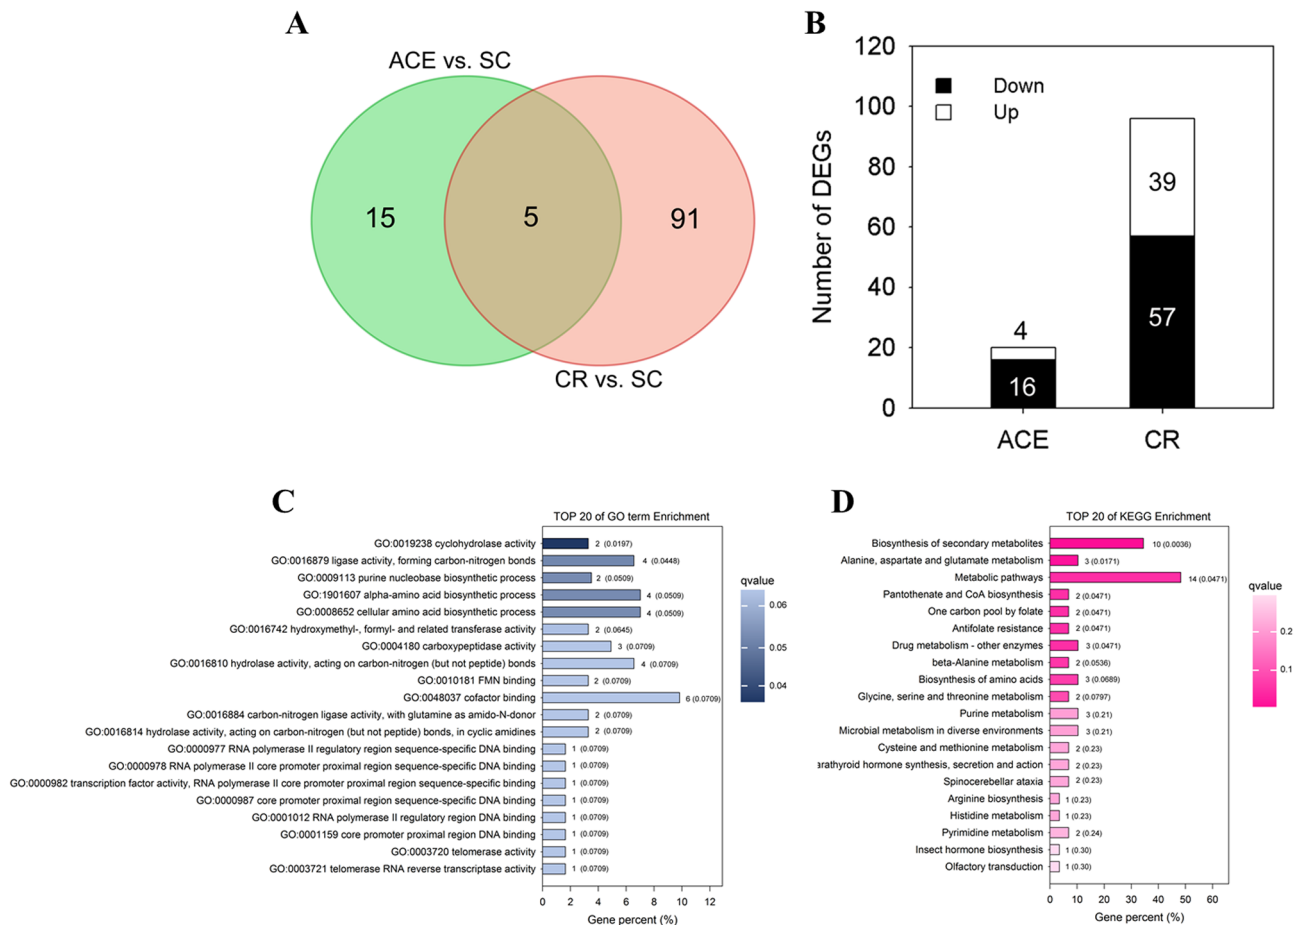 A
ACE vs. SC
15
5
91
CR vs. SC
B
120
100
80
60
40
20
0
Number of DEGs
Down
Up
4
16
39
57
ACE
CR
C
TOP 20 of GO term Enrichment
GO:0019238 cyclohydrolase activity 2 (0.0197)
GO:0016879 ligase activity, forming carbon-nitrogen bonds 4 (0.0448)
GO:0009113 purine nucleobase biosynthetic process 2 (0.0509)
GO:1901607 alpha-amino acid biosynthetic process 4 (0.0509)
GO:0008652 cellular amino acid biosynthetic process 4 (0.0509)
GO:0016742 hydroxymethyl-, formyl- and related transferase activity 2 (0.0645)
GO:0004180 carboxypeptidase activity 3 (0.0709)
GO:0016810 hydrolase activity, acting on carbon-nitrogen (but not peptide) bonds 4 (0.0709)
GO:0010181 FMN binding 2 (0.0709)
GO:0048037 cofactor binding 6 (0.0709)
GO:0016884 carbon-nitrogen ligase activity, with glutamine as amido-N-donor 2 (0.0709)
GO:0016814 hydrolase activity, acting on carbon-nitrogen (but not peptide) bonds, in cyclic amidines 2 (0.0709)
GO:0000977 RNA polymerase II regulatory region sequence-specific DNA binding 1 (0.0709)
GO:0000978 RNA polymerase II core promoter proximal region sequence-specific DNA binding 1 (0.0709)
GO:0000982 transcription factor activity, RNA polymerase II core promoter proximal region sequence-specific binding 1 (0.0709)
GO:0000987 core promoter proximal region sequence-specific DNA binding 1 (0.0709)
GO:0001012 RNA polymerase II regulatory region DNA binding 1 (0.0709)
GO:0001159 core promoter proximal region DNA binding 1 (0.0709)
GO:0003720 telomerase activity 1 (0.0709)
GO:0003721 telomerase RNA reverse transcriptase activity 1 (0.0709)
0 2 4 6 8 10 12
Gene percent (%)
qvalue
0.06
0.05
0.04
D
TOP 20 of KEGG Enrichment
Biosynthesis of secondary metabolites 10 (0.0036)
Alanine, aspartate and glutamate metabolism 3 (0.0171)
Metabolic pathways 14 (0.0471)
Pantothenate and CoA biosynthesis 2 (0.0471)
One carbon pool by folate 2 (0.0471)
Antifolate resistance 2 (0.0471)
Drug metabolism - other enzymes 3 (0.0471)
beta-Alanine metabolism 2 (0.0536)
Biosynthesis of amino acids 3 (0.0689)
Glycine, serine and threonine metabolism 2 (0.0797)
Purine metabolism 3 (0.21)
Microbial metabolism in diverse environments 3 (0.21)
Cysteine and methionine metabolism 2 (0.23)
arathyroid hormone synthesis, secretion and action 2 (0.23)
Spinocerebellar ataxia 2 (0.23)
Arginine biosynthesis 1 (0.23)
Histidine metabolism 1 (0.23)
Pyrimidine metabolism 2 (0.24)
Insect hormone biosynthesis 1 (0.30)
Olfactory transduction 1 (0.30)
0 10 20 30 40 50 60
Gene percent (%)
qvalue
0.2
0.1